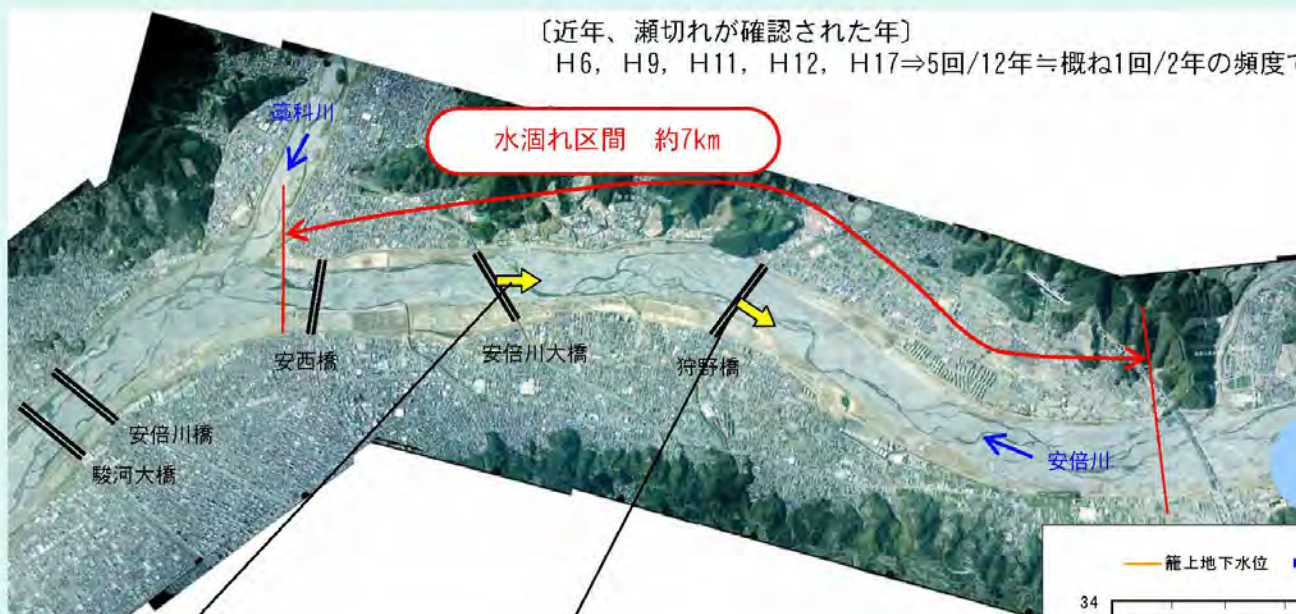 〔近年、瀬切れが確認された年〕
H6, H9, H11, H12, H17⇒5回/12年≒概ね1回/2年の頻度で
藁科川
水涸れ区間　約7km
安西橋
安倍川大橋
狩野橋
安倍川橋
駿河大橋
安倍川
籠上地下水位
34